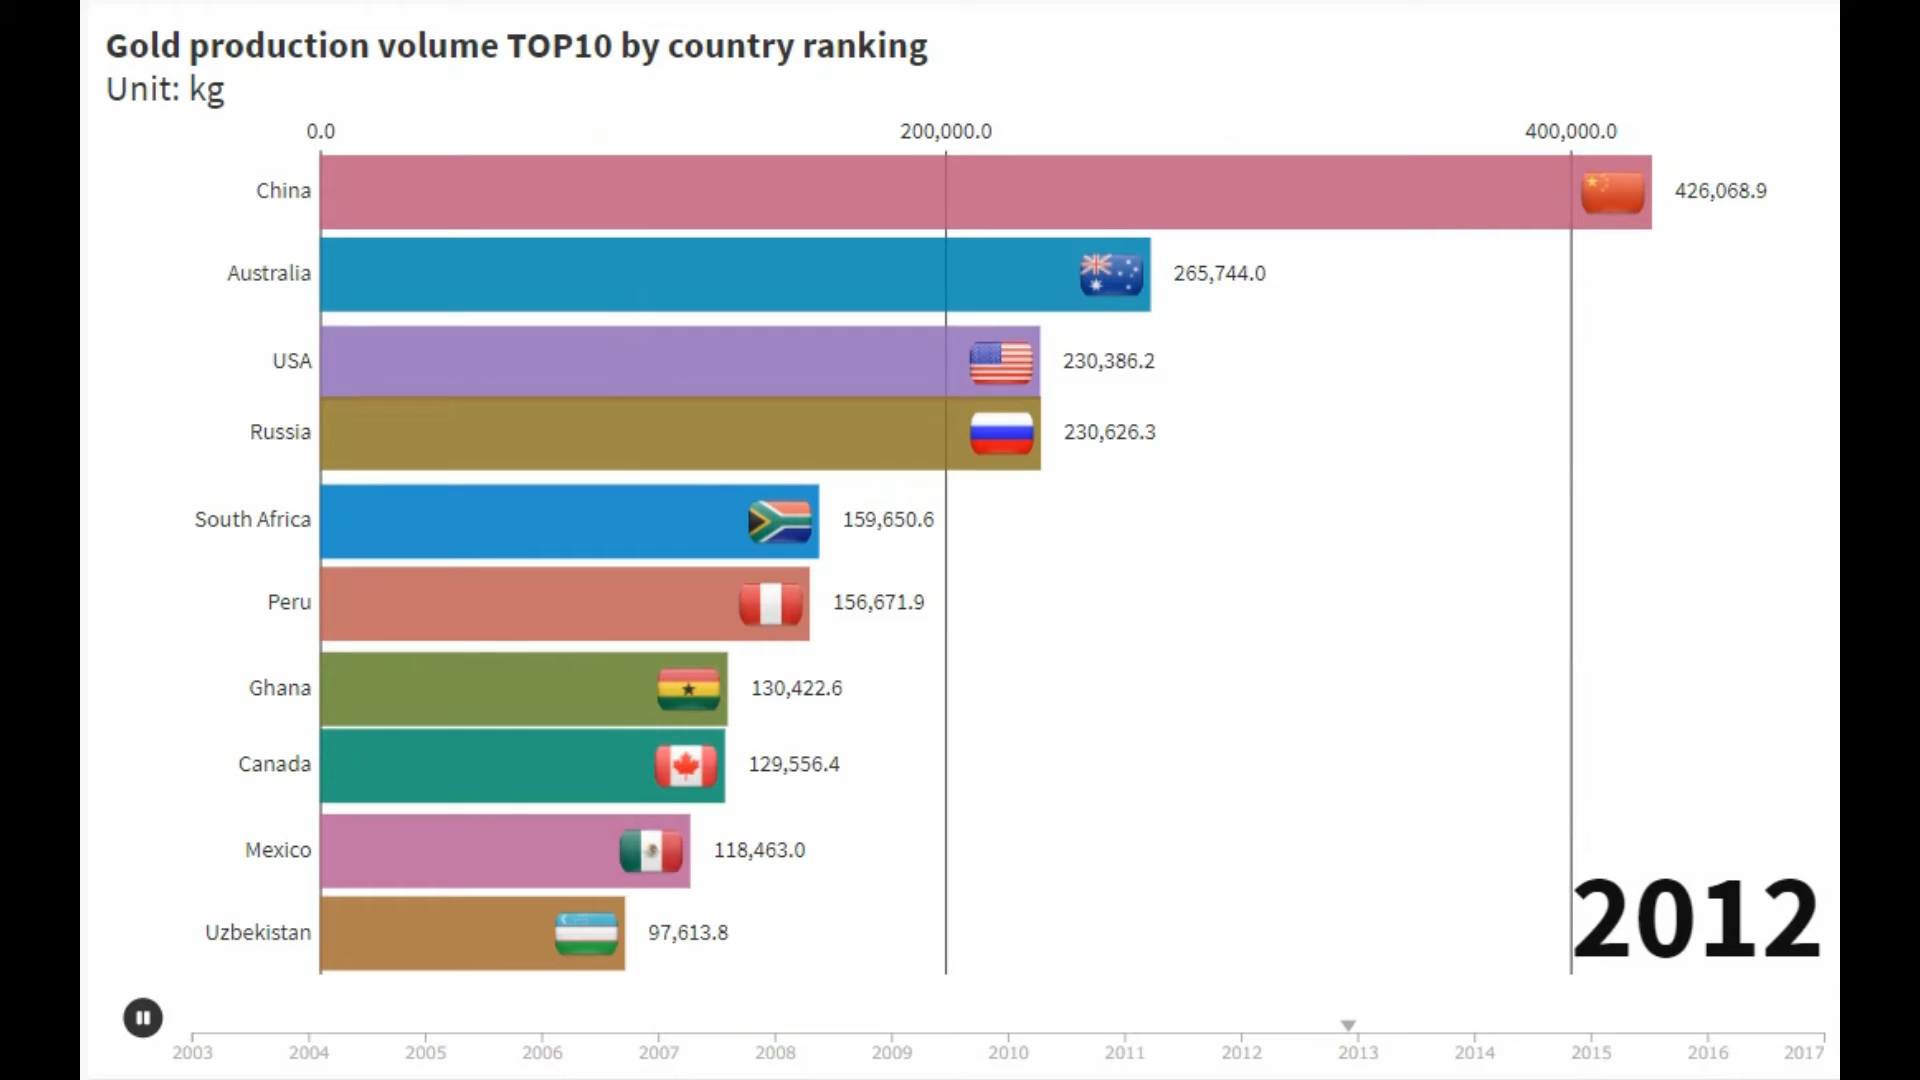 Gold production volume TOP10 by country ranking
Unit: kg
0.0 200,000.0 400,000.0
China 426,068.9
Australia 265,744.0
USA 230,386.2
Russia 230,626.3
South Africa 159,650.6
Peru 156,671.9
Ghana 130,422.6
Canada 129,556.4
Mexico 118,463.0
Uzbekistan 97,613.8
2012
2003 2004 2005 2006 2007 2008 2009 2010 2011 2012 2013 2014 2015 2016 2017